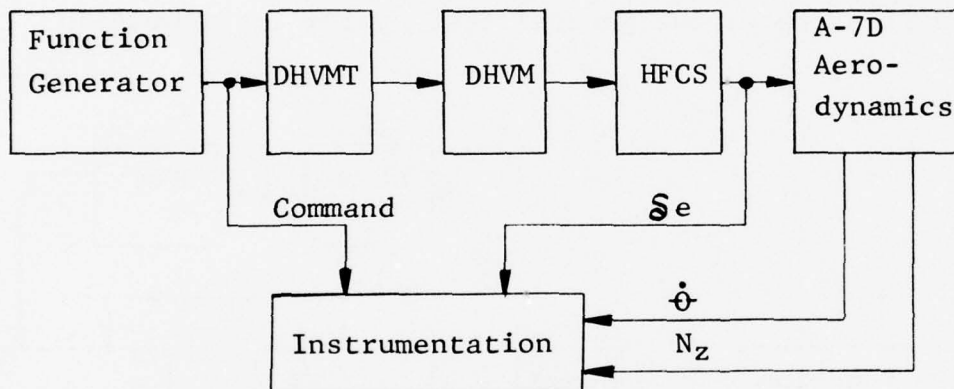 Function
Generator
DHVMT
DHVM
HFCS
A-7D
Aero-
dynamics
Command
δe
θ̇
Nz
Instrumentation